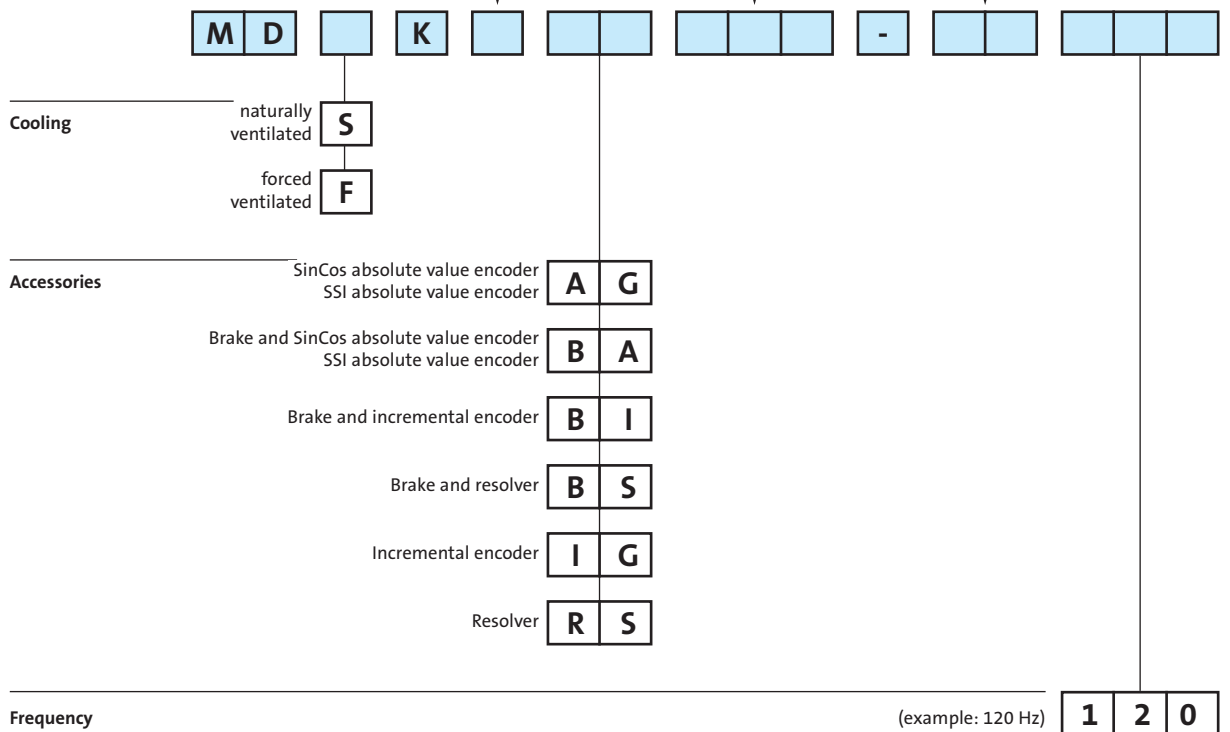 M D K -
naturally
ventilated S
Cooling
forced
ventilated F
Accessories
SinCos absolute value encoder
SSI absolute value encoder A G
Brake and SinCos absolute value encoder
SSI absolute value encoder B A
Brake and incremental encoder B I
Brake and resolver B S
Incremental encoder I G
Resolver R S
Frequency (example: 120 Hz) 1 2 0